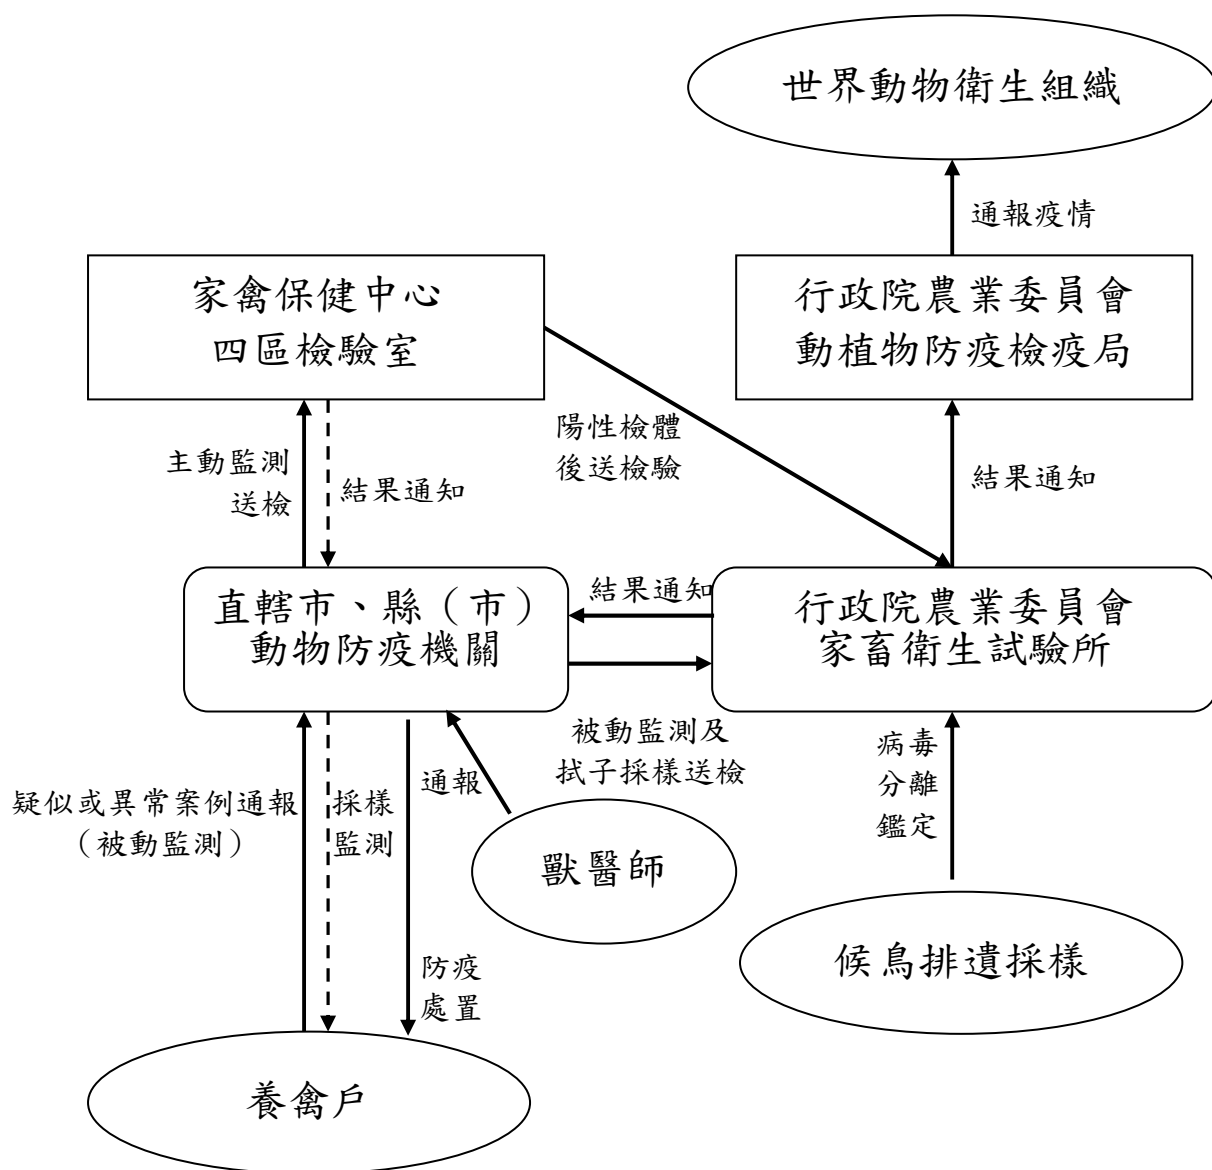 世界動物衛生組織
通報疫情
家禽保健中心
四區檢驗室
行政院農業委員會
動植物防疫檢疫局
主動監測
送檢
結果通知
陽性檢體
後送檢驗
結果通知
直轄市、縣（市）
動物防疫機關
結果通知
行政院農業委員會
家畜衛生試驗所
被動監測及
拭子採樣送檢
疑似或異常案例通報
（被動監測）
採樣
監測
通報
獸醫師
病毒
分離
鑑定
防疫
處置
候鳥排遺採樣
養禽戶